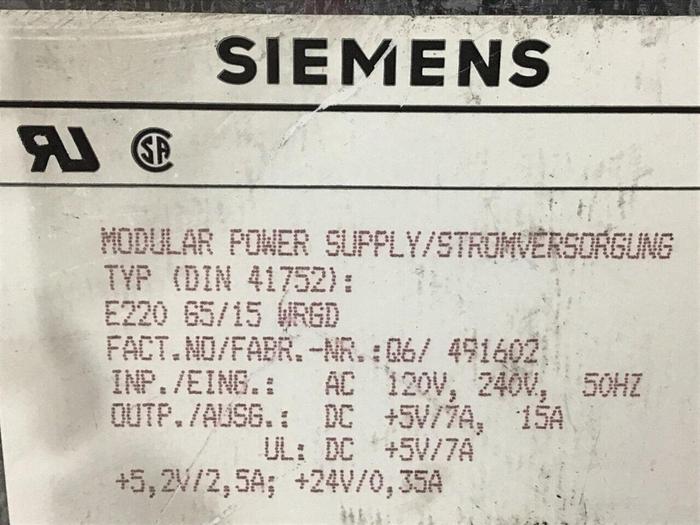 SIEMENS
RU SA
MODULAR POWER SUPPLY/STROMVERSORGUNG
TYP (DIN 41752):
E220 G5/15 WRGD
FACT.NO/FABR.-NR.:Q6/ 491602
INP./EING.: AC 120V, 240V, 50HZ
OUTP./AUSG.: DC +5V/7A, 15A
UL: DC +5V/7A
+5,2V/2,5A; +24V/0,35A